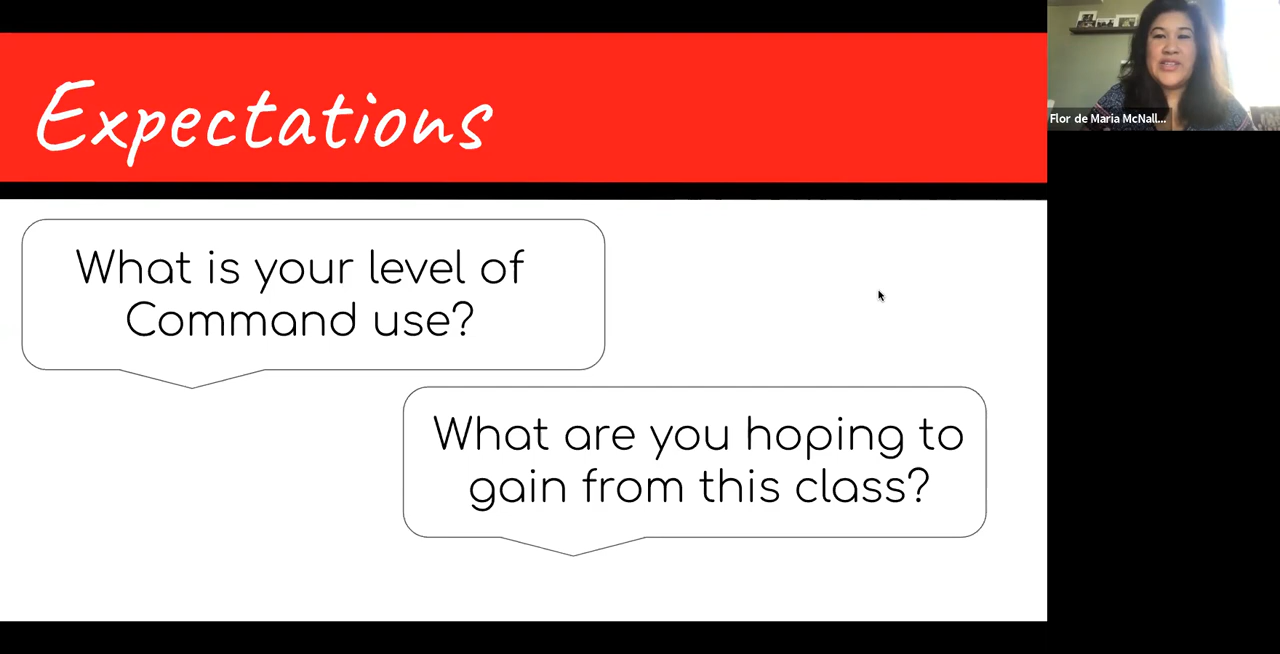 Expectations
What is your level of
Command use?
What are you hoping to
gain from this class?
Flor de Maria McNall...